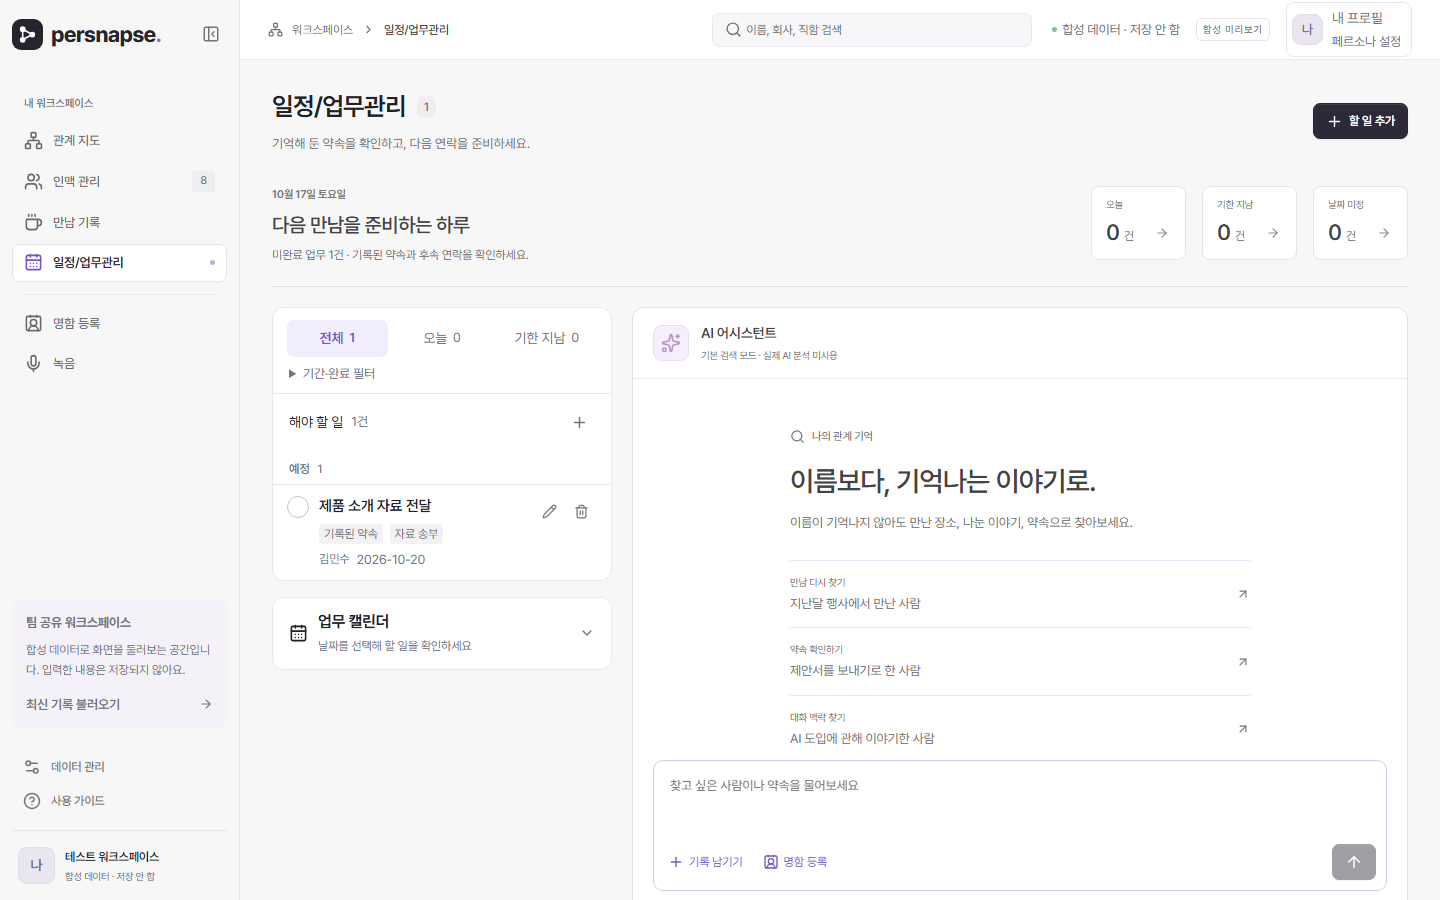 persnapse.
내 워크스페이스
관계 지도
인맥 관리 8
만남 기록
일정/업무관리
명함 등록
녹음
팀 공유 워크스페이스
합성 데이터로 화면을 둘러보는 공간입니
다. 입력한 내용은 저장되지 않아요.
최신 기록 불러오기
데이터 관리
사용 가이드
나
테스트 워크스페이스
합성 데이터 · 저장 안 함
워크스페이스 > 일정/업무관리
이름, 회사, 직함 검색
합성 데이터 · 저장 안 함
합성 미리보기
나
내 프로필
페르소나 설정
일정/업무관리 1
기억해 둔 약속을 확인하고, 다음 연락을 준비하세요.
할 일 추가
10월 17일 토요일
다음 만남을 준비하는 하루
미완료 업무 1건 · 기록된 약속과 후속 연락을 확인하세요.
오늘
0 건
기한 지남
0 건
날짜 미정
0 건
전체 1
오늘 0
기한 지남 0
기간·완료 필터
해야 할 일 1건
예정 1
제품 소개 자료 전달
기록된 약속 자료 송부
김민수 2026-10-20
업무 캘린더
날짜를 선택해 할 일을 확인하세요
AI 어시스턴트
기본 검색 모드 · 실제 AI 분석 미사용
나의 관계 기억
이름보다, 기억나는 이야기로.
이름이 기억나지 않아도 만난 장소, 나눈 이야기, 약속으로 찾아보세요.
만남 다시 찾기
지난달 행사에서 만난 사람
약속 확인하기
제안서를 보내기로 한 사람
대화 맥락 찾기
AI 도입에 관해 이야기한 사람
찾고 싶은 사람이나 약속을 물어보세요
기록 남기기
명함 등록